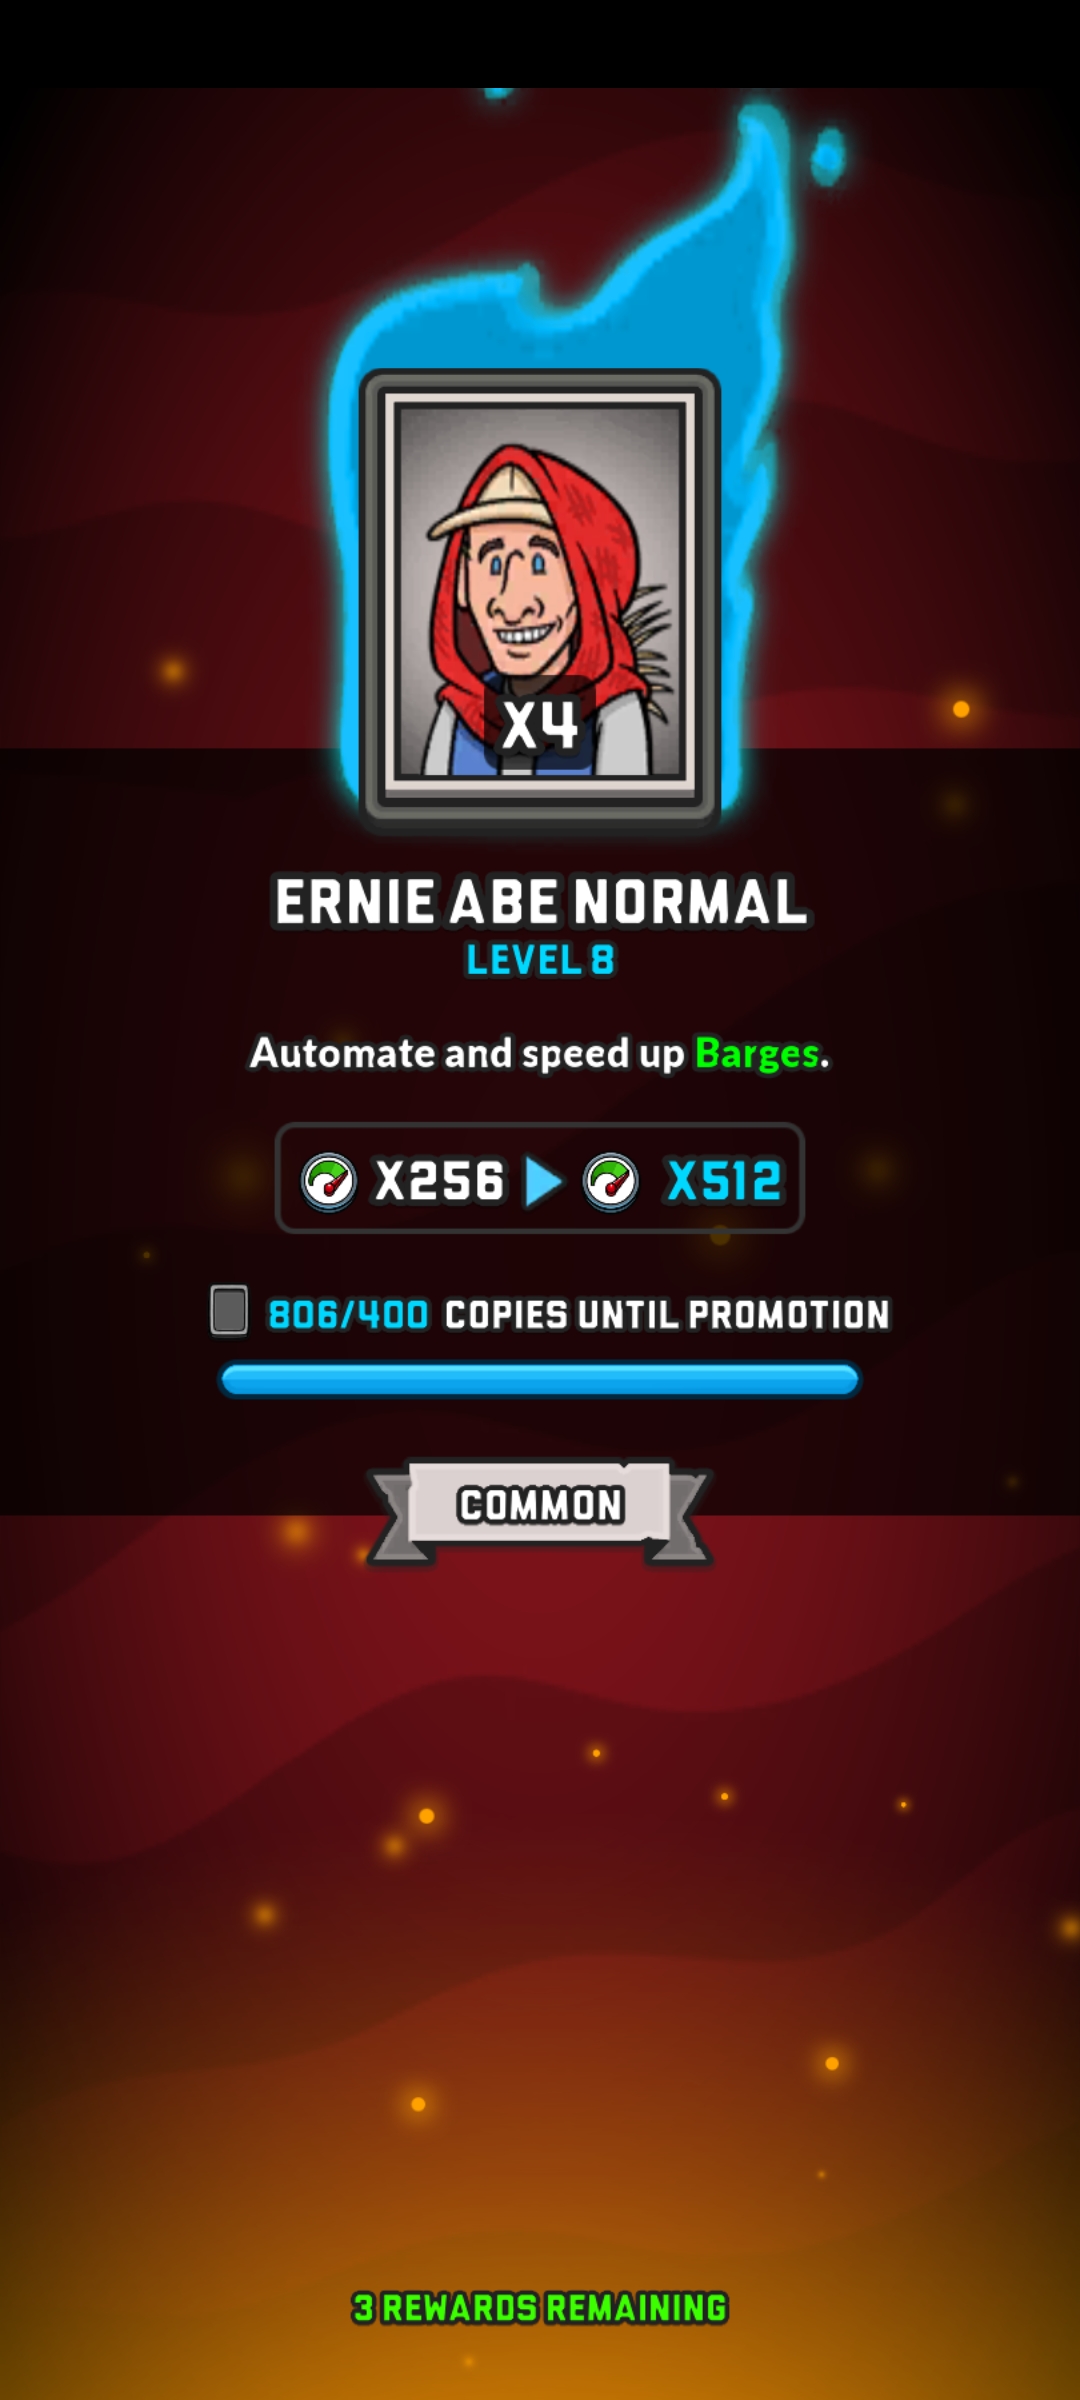 X4
ERNIE ABE NORMAL
LEVEL 8
Automate and speed up Barges.
X256 X512
806/400 COPIES UNTIL PROMOTION
COMMON
3 REWARDS REMAINING